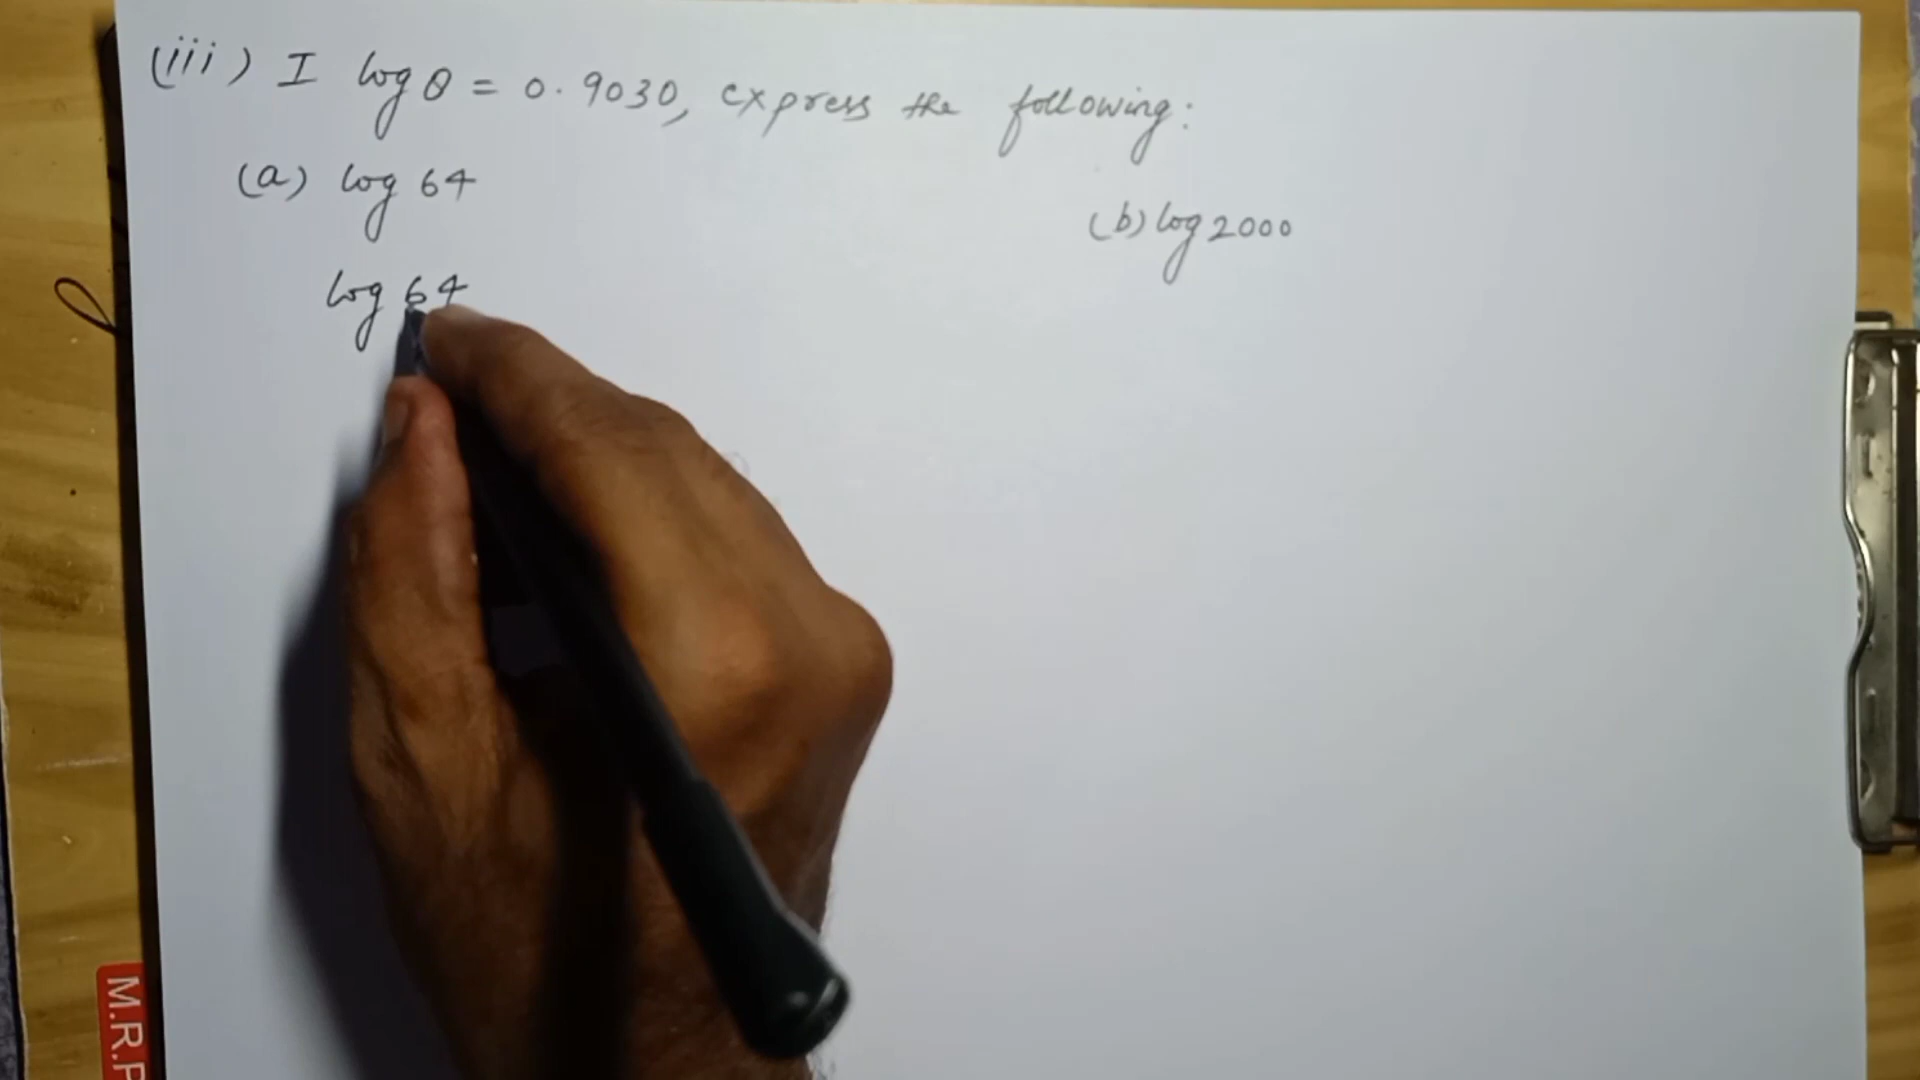 (iii) I log 8 = 0.9030, express the following:
(a) log 64
(b) log 2000
log 64
M.R.P